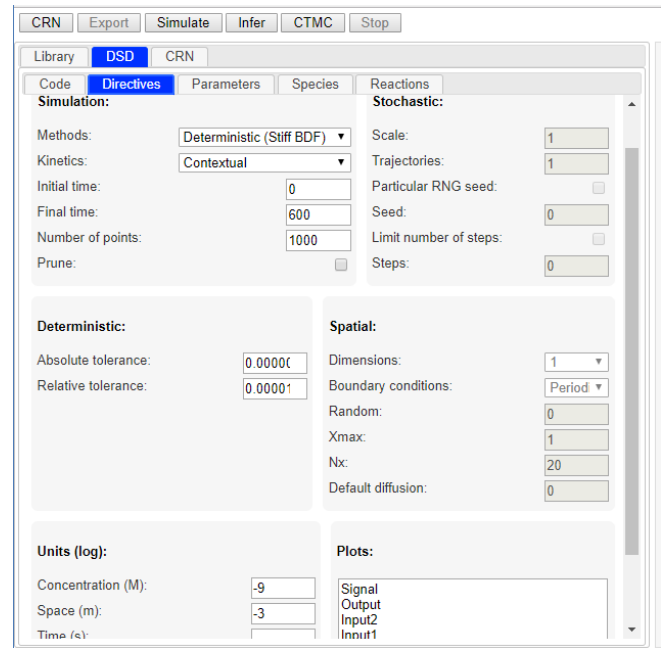 CRN Export Simulate Infer CTMC Stop
Library DSD CRN
Code Directives Parameters Species Reactions
Simulation:
Methods: Deterministic (Stiff BDF)
Kinetics: Contextual
Initial time: 0
Final time: 600
Number of points: 1000
Prune:
Stochastic:
Scale: 1
Trajectories: 1
Particular RNG seed:
Seed: 0
Limit number of steps:
Steps: 0
Deterministic:
Absolute tolerance: 0.00000
Relative tolerance: 0.00001
Spatial:
Dimensions: 1
Boundary conditions: Periodi
Random: 0
Xmax: 1
Nx: 20
Default diffusion: 0
Units (log):
Concentration (M): -9
Space (m): -3
Time (s):
Plots:
Signal
Output
Input2
Input1